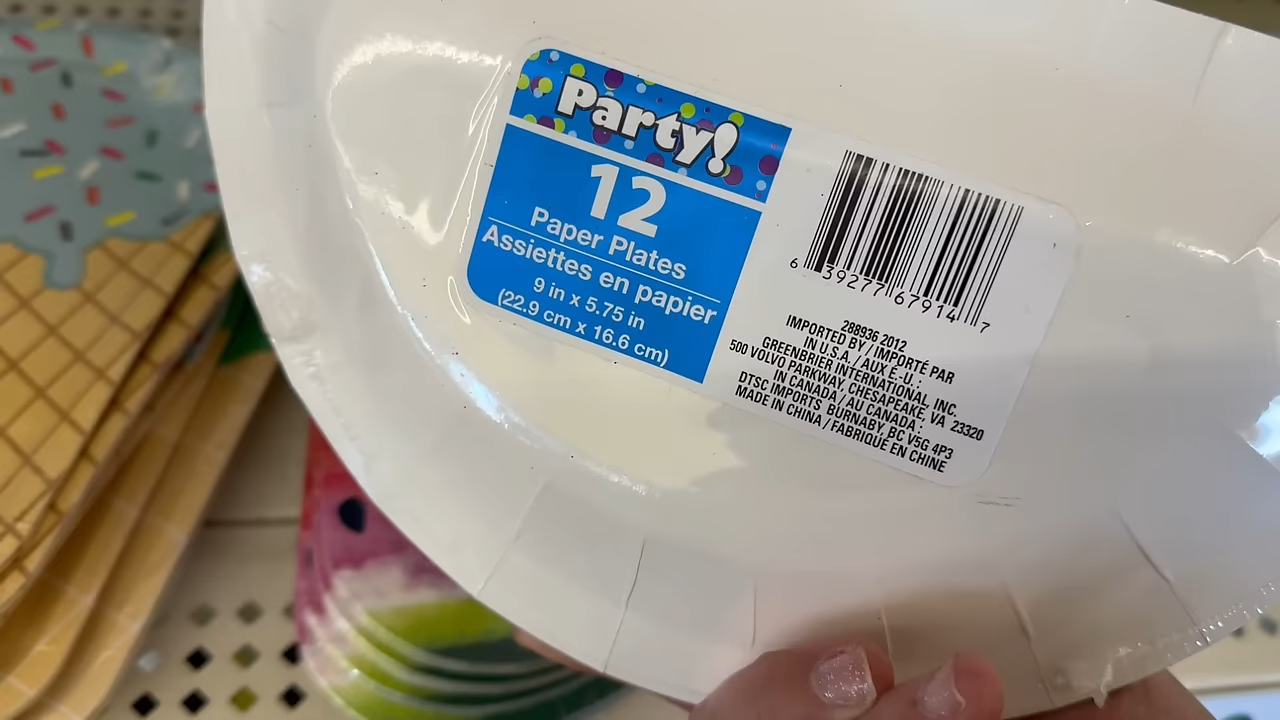 Party!
12
Paper Plates
Assiettes en papier
9 in x 5.75 in
(22.9 cm x 16.6 cm)
6 39277 67914 7
288936 2012
IMPORTED BY / IMPORTÉ PAR
IN U.S.A. / AUX É.-U. :
GREENBRIER INTERNATIONAL, INC.
500 VOLVO PARKWAY, CHESAPEAKE, VA 23320
IN CANADA / AU CANADA :
DTSC IMPORTS, BURNABY, BC V5G 4P3
MADE IN CHINA / FABRIQUÉ EN CHINE